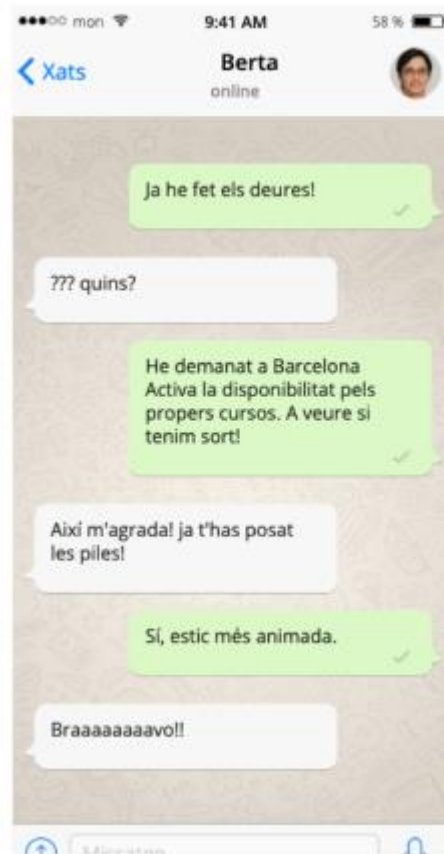 mon 9:41 AM 58 %
Xats Berta
online
Ja he fet els deures!
??? quins?
He demanat a Barcelona
Activa la disponibilitat pels
propers cursos. A veure si
tenim sort!
Així m'agrada! ja t'has posat
les piles!
Sí, estic més animada.
Braaaaaaaavo!!